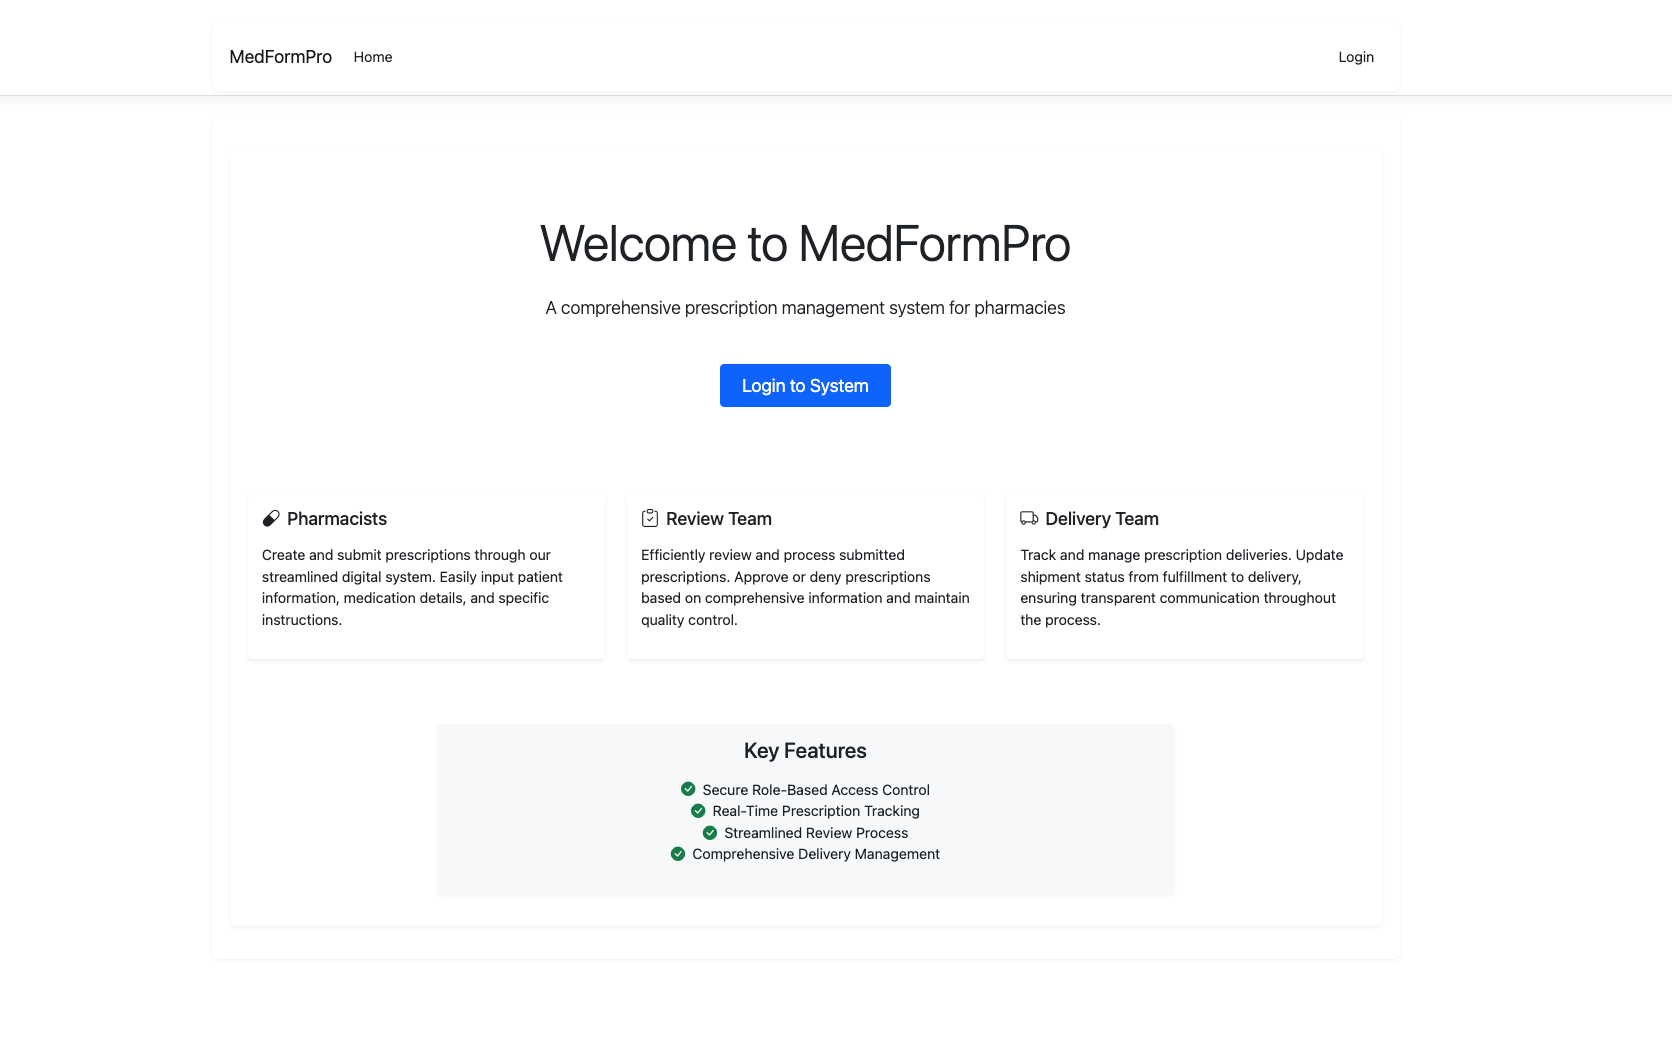 MedFormPro
Home
Login
Welcome to MedFormPro
A comprehensive prescription management system for pharmacies
Login to System
Pharmacists
Create and submit prescriptions through our
streamlined digital system. Easily input patient
information, medication details, and specific
instructions.
Review Team
Efficiently review and process submitted
prescriptions. Approve or deny prescriptions
based on comprehensive information and maintain
quality control.
Delivery Team
Track and manage prescription deliveries. Update
shipment status from fulfillment to delivery,
ensuring transparent communication throughout
the process.
Key Features
Secure Role-Based Access Control
Real-Time Prescription Tracking
Streamlined Review Process
Comprehensive Delivery Management